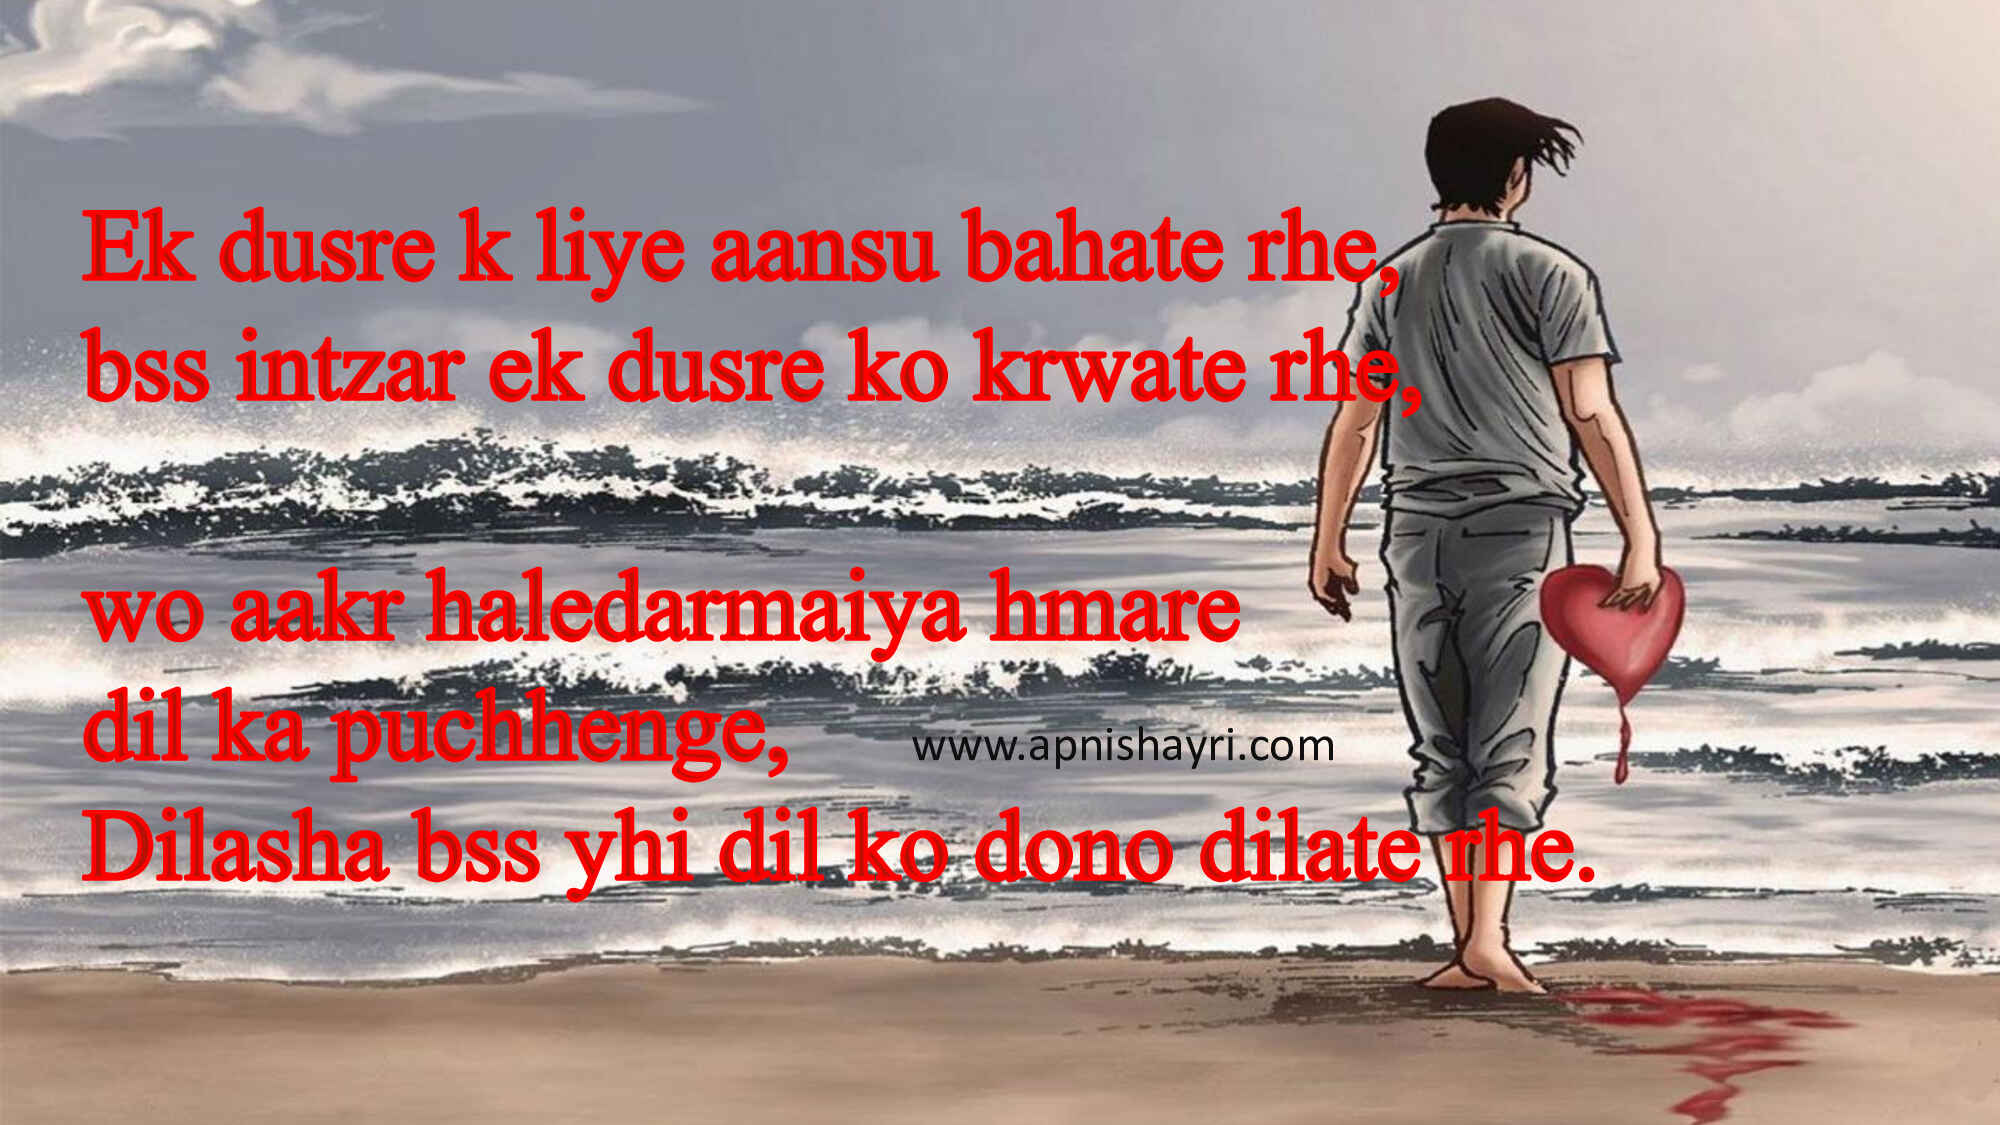 Ek dusre k liye aansu bahate rhe,
bss intzar ek dusre ko krwate rhe,
wo aakr haledarmaiya hmare
dil ka puchhenge,
www.apnishayri.com
Dilasha bss yhi dil ko dono dilate rhe.